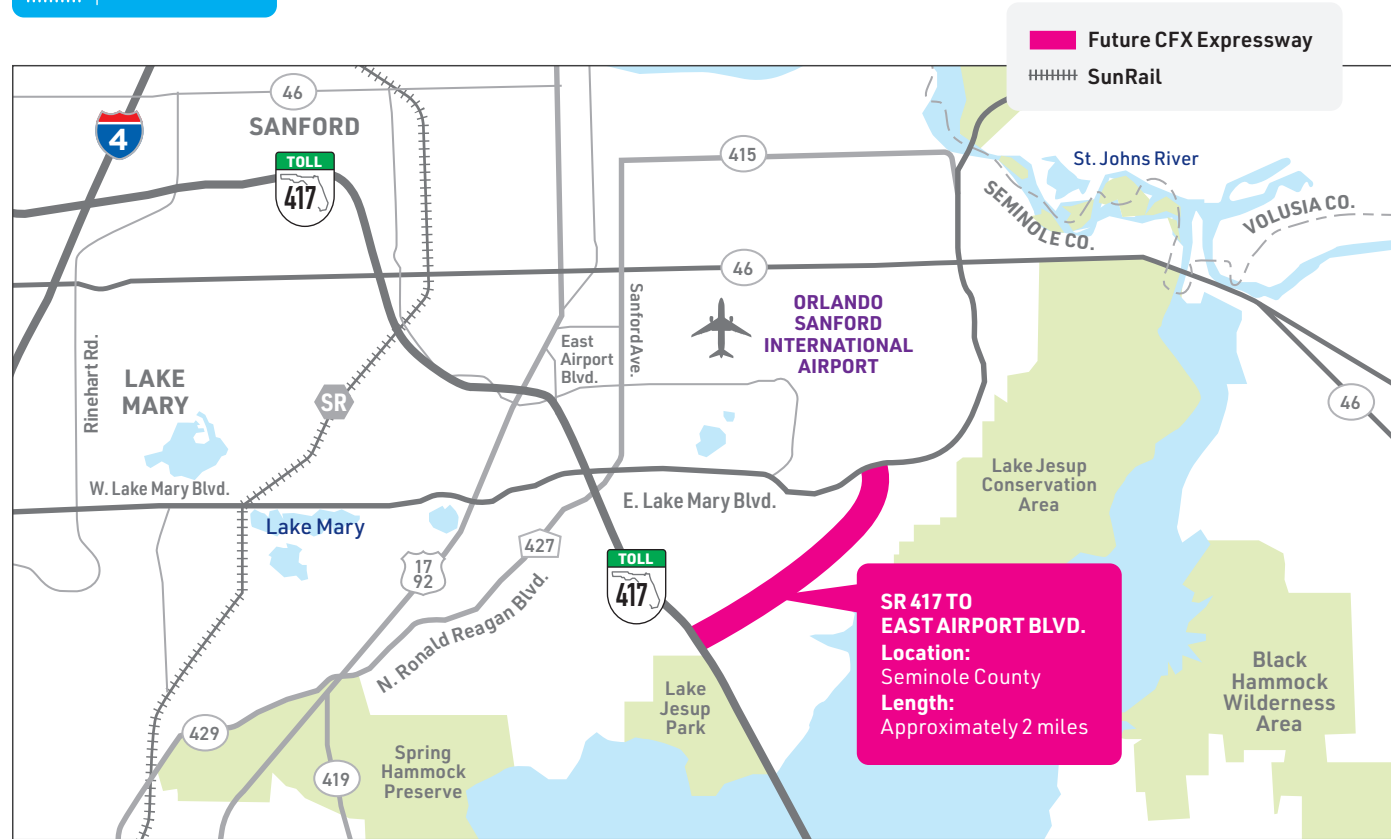 Future CFX Expressway
SunRail
46
SANFORD
4
TOLL
417
415
St. Johns River
SEMINOLE CO.
VOLUSIA CO.
46
ORLANDO
SANFORD
INTERNATIONAL
AIRPORT
Sanford Ave.
East
Airport
Blvd.
Rinehart Rd.
LAKE
MARY
SR
46
W. Lake Mary Blvd.
E. Lake Mary Blvd.
Lake Jesup
Conservation
Area
Lake Mary
17
92
427
N. Ronald Reagan Blvd.
TOLL
417
SR 417 TO
EAST AIRPORT BLVD.
Location:
Seminole County
Length:
Approximately 2 miles
Black
Hammock
Wilderness
Area
Lake
Jesup
Park
429
419
Spring
Hammock
Preserve